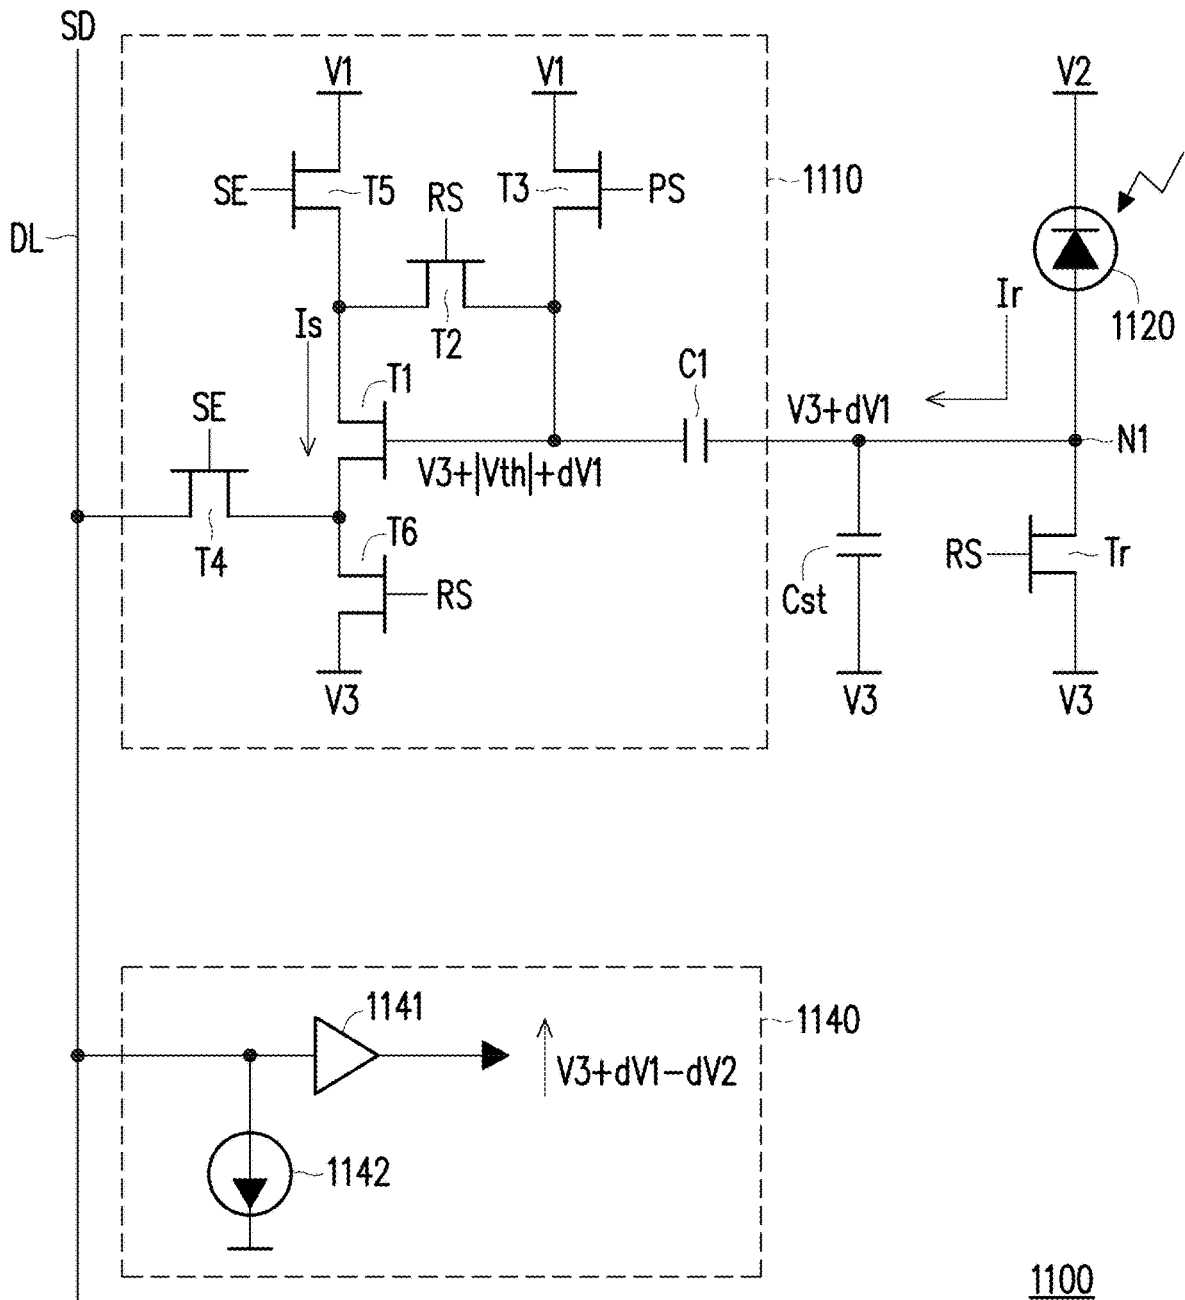 SD
V1
V1
V2
SE
T5
RS
T3
PS
1110
DL
Is
T2
Ir
1120
T1
C1
SE
V3+dV1
N1
V3+|Vth|+dV1
T4
T6
RS
Cst
RS
Tr
V3
V3
V3
1141
1140
V3+dV1-dV2
1142
1100